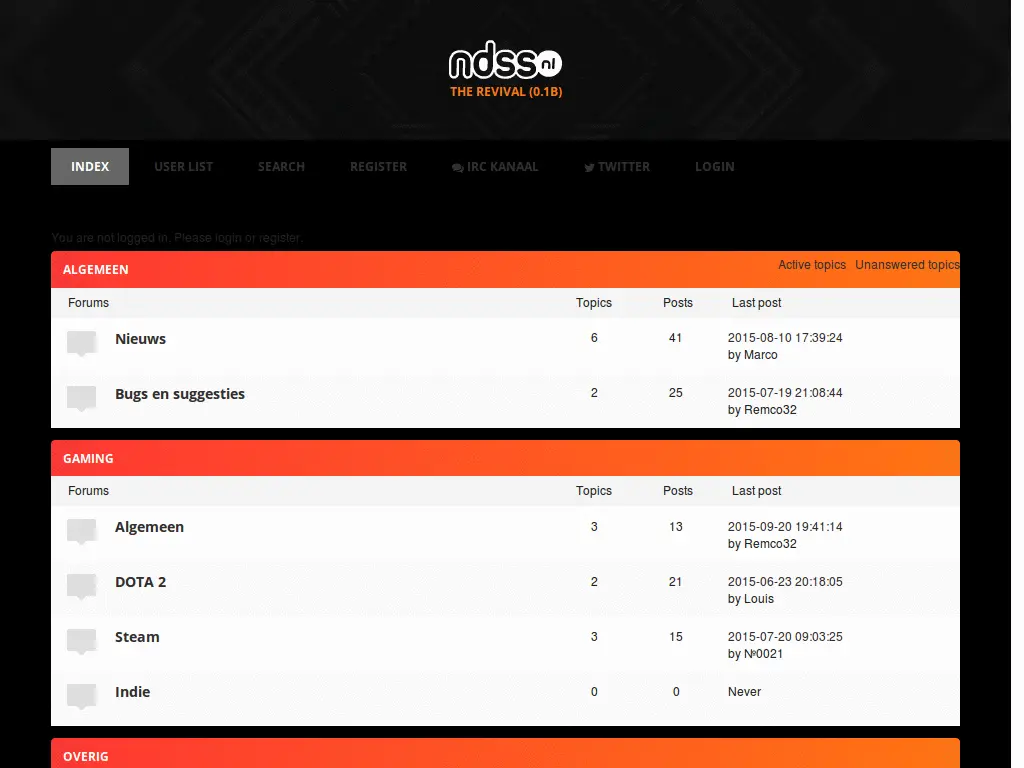 ndss nl
THE REVIVAL (0.1B)
INDEX USER LIST SEARCH REGISTER IRC KANAAL TWITTER LOGIN
You are not logged in. Please login or register.
ALGEMEEN Active topics Unanswered topics
Forums Topics Posts Last post
Nieuws 6 41 2015-08-10 17:39:24
by Marco
Bugs en suggesties 2 25 2015-07-19 21:08:44
by Remco32
GAMING
Forums Topics Posts Last post
Algemeen 3 13 2015-09-20 19:41:14
by Remco32
DOTA 2 2 21 2015-06-23 20:18:05
by Louis
Steam 3 15 2015-07-20 09:03:25
by №0021
Indie 0 0 Never
OVERIG